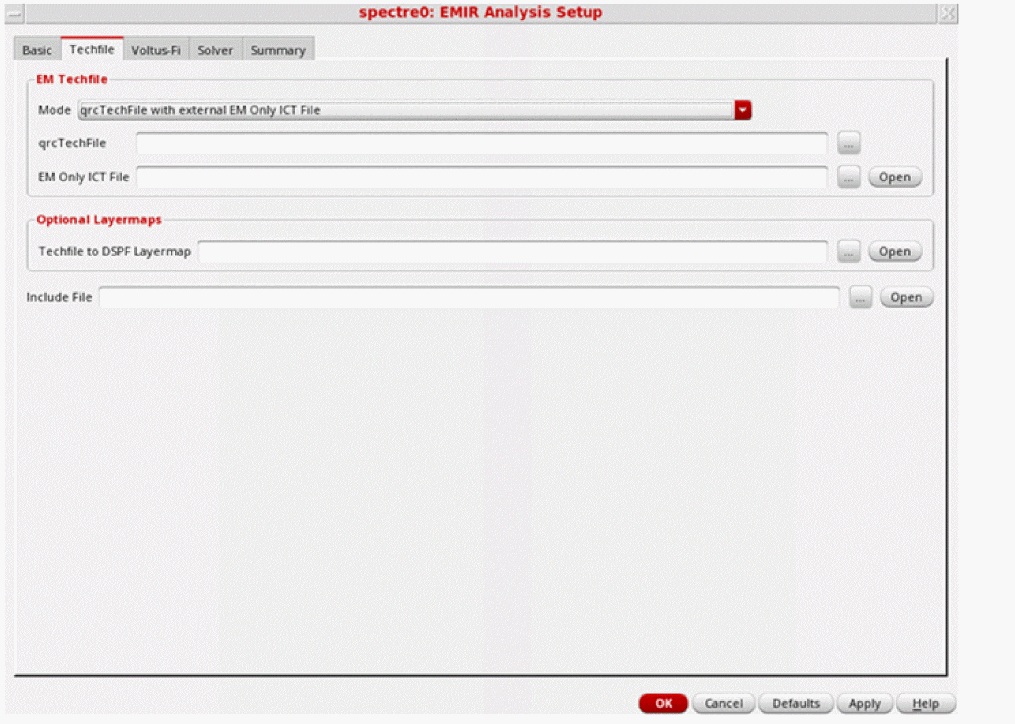 spectre0: EMIR Analysis Setup
Basic Techfile Voltus-Fi Solver Summary
EM Techfile
Mode qrcTechFile with external EM Only ICT File
qrcTechFile ...
EM Only ICT File ... Open
Optional Layermaps
Techfile to DSPF Layermap ... Open
Include File ... Open
OK Cancel Defaults Apply Help